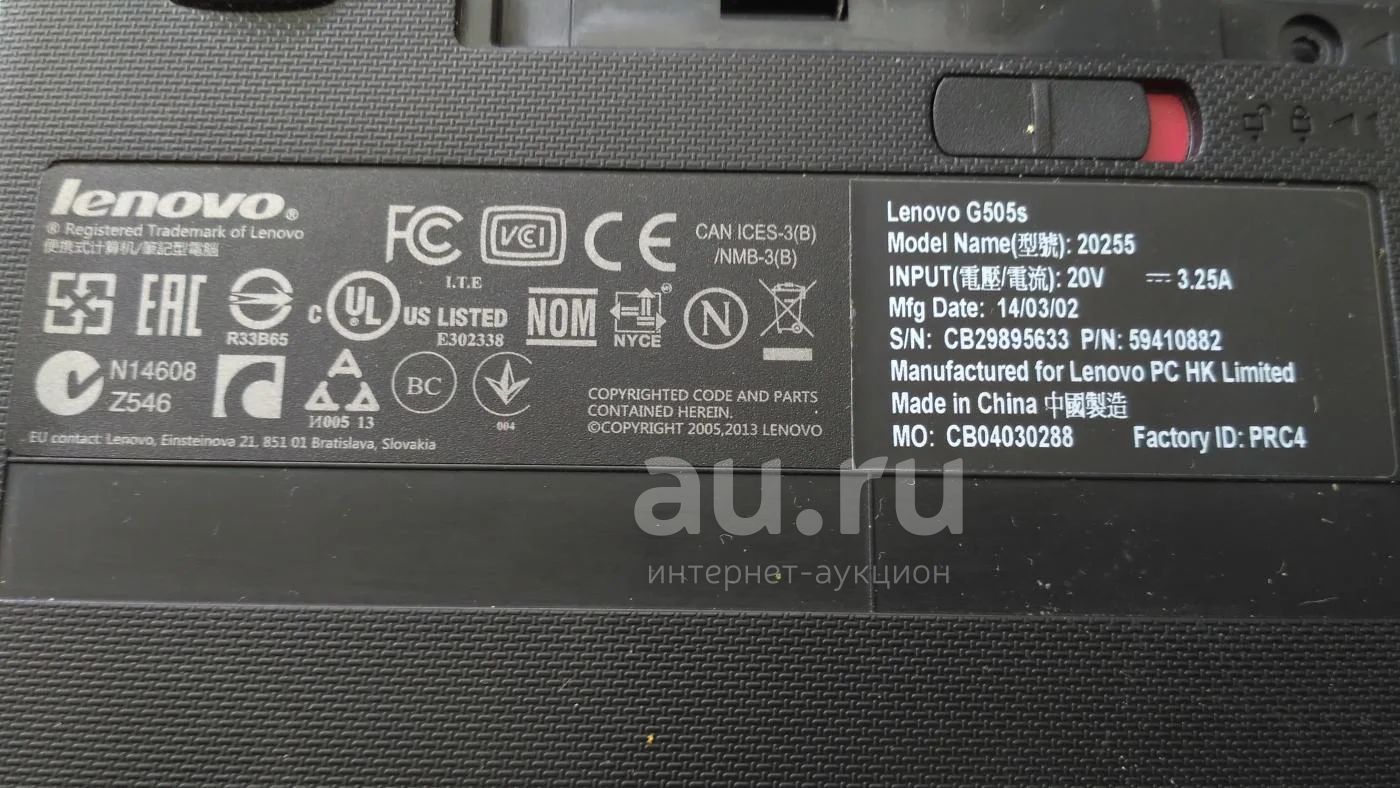 lenovo®
® Registered Trademark of Lenovo
便携式计算机/筆記型電腦
FC
VCI
CE
CAN ICES-3(B)
/NMB-3(B)
I.T.E
EAC
R33B65
C UL US LISTED
E302338
NOM
NYCE
N
N14608
Z546
И005 13
BC
004
COPYRIGHTED CODE AND PARTS
CONTAINED HEREIN.
©COPYRIGHT 2005,2013 LENOVO
EU contact: Lenovo, Einsteinova 21, 851 01 Bratislava, Slovakia
Lenovo G505s
Model Name(型號): 20255
INPUT(電壓/電流): 20V ⎓ 3.25A
Mfg Date: 14/03/02
S/N: CB29895633 P/N: 59410882
Manufactured for Lenovo PC HK Limited
Made in China 中國製造
MO: CB04030288 Factory ID: PRC4
au.ru
интернет-аукцион